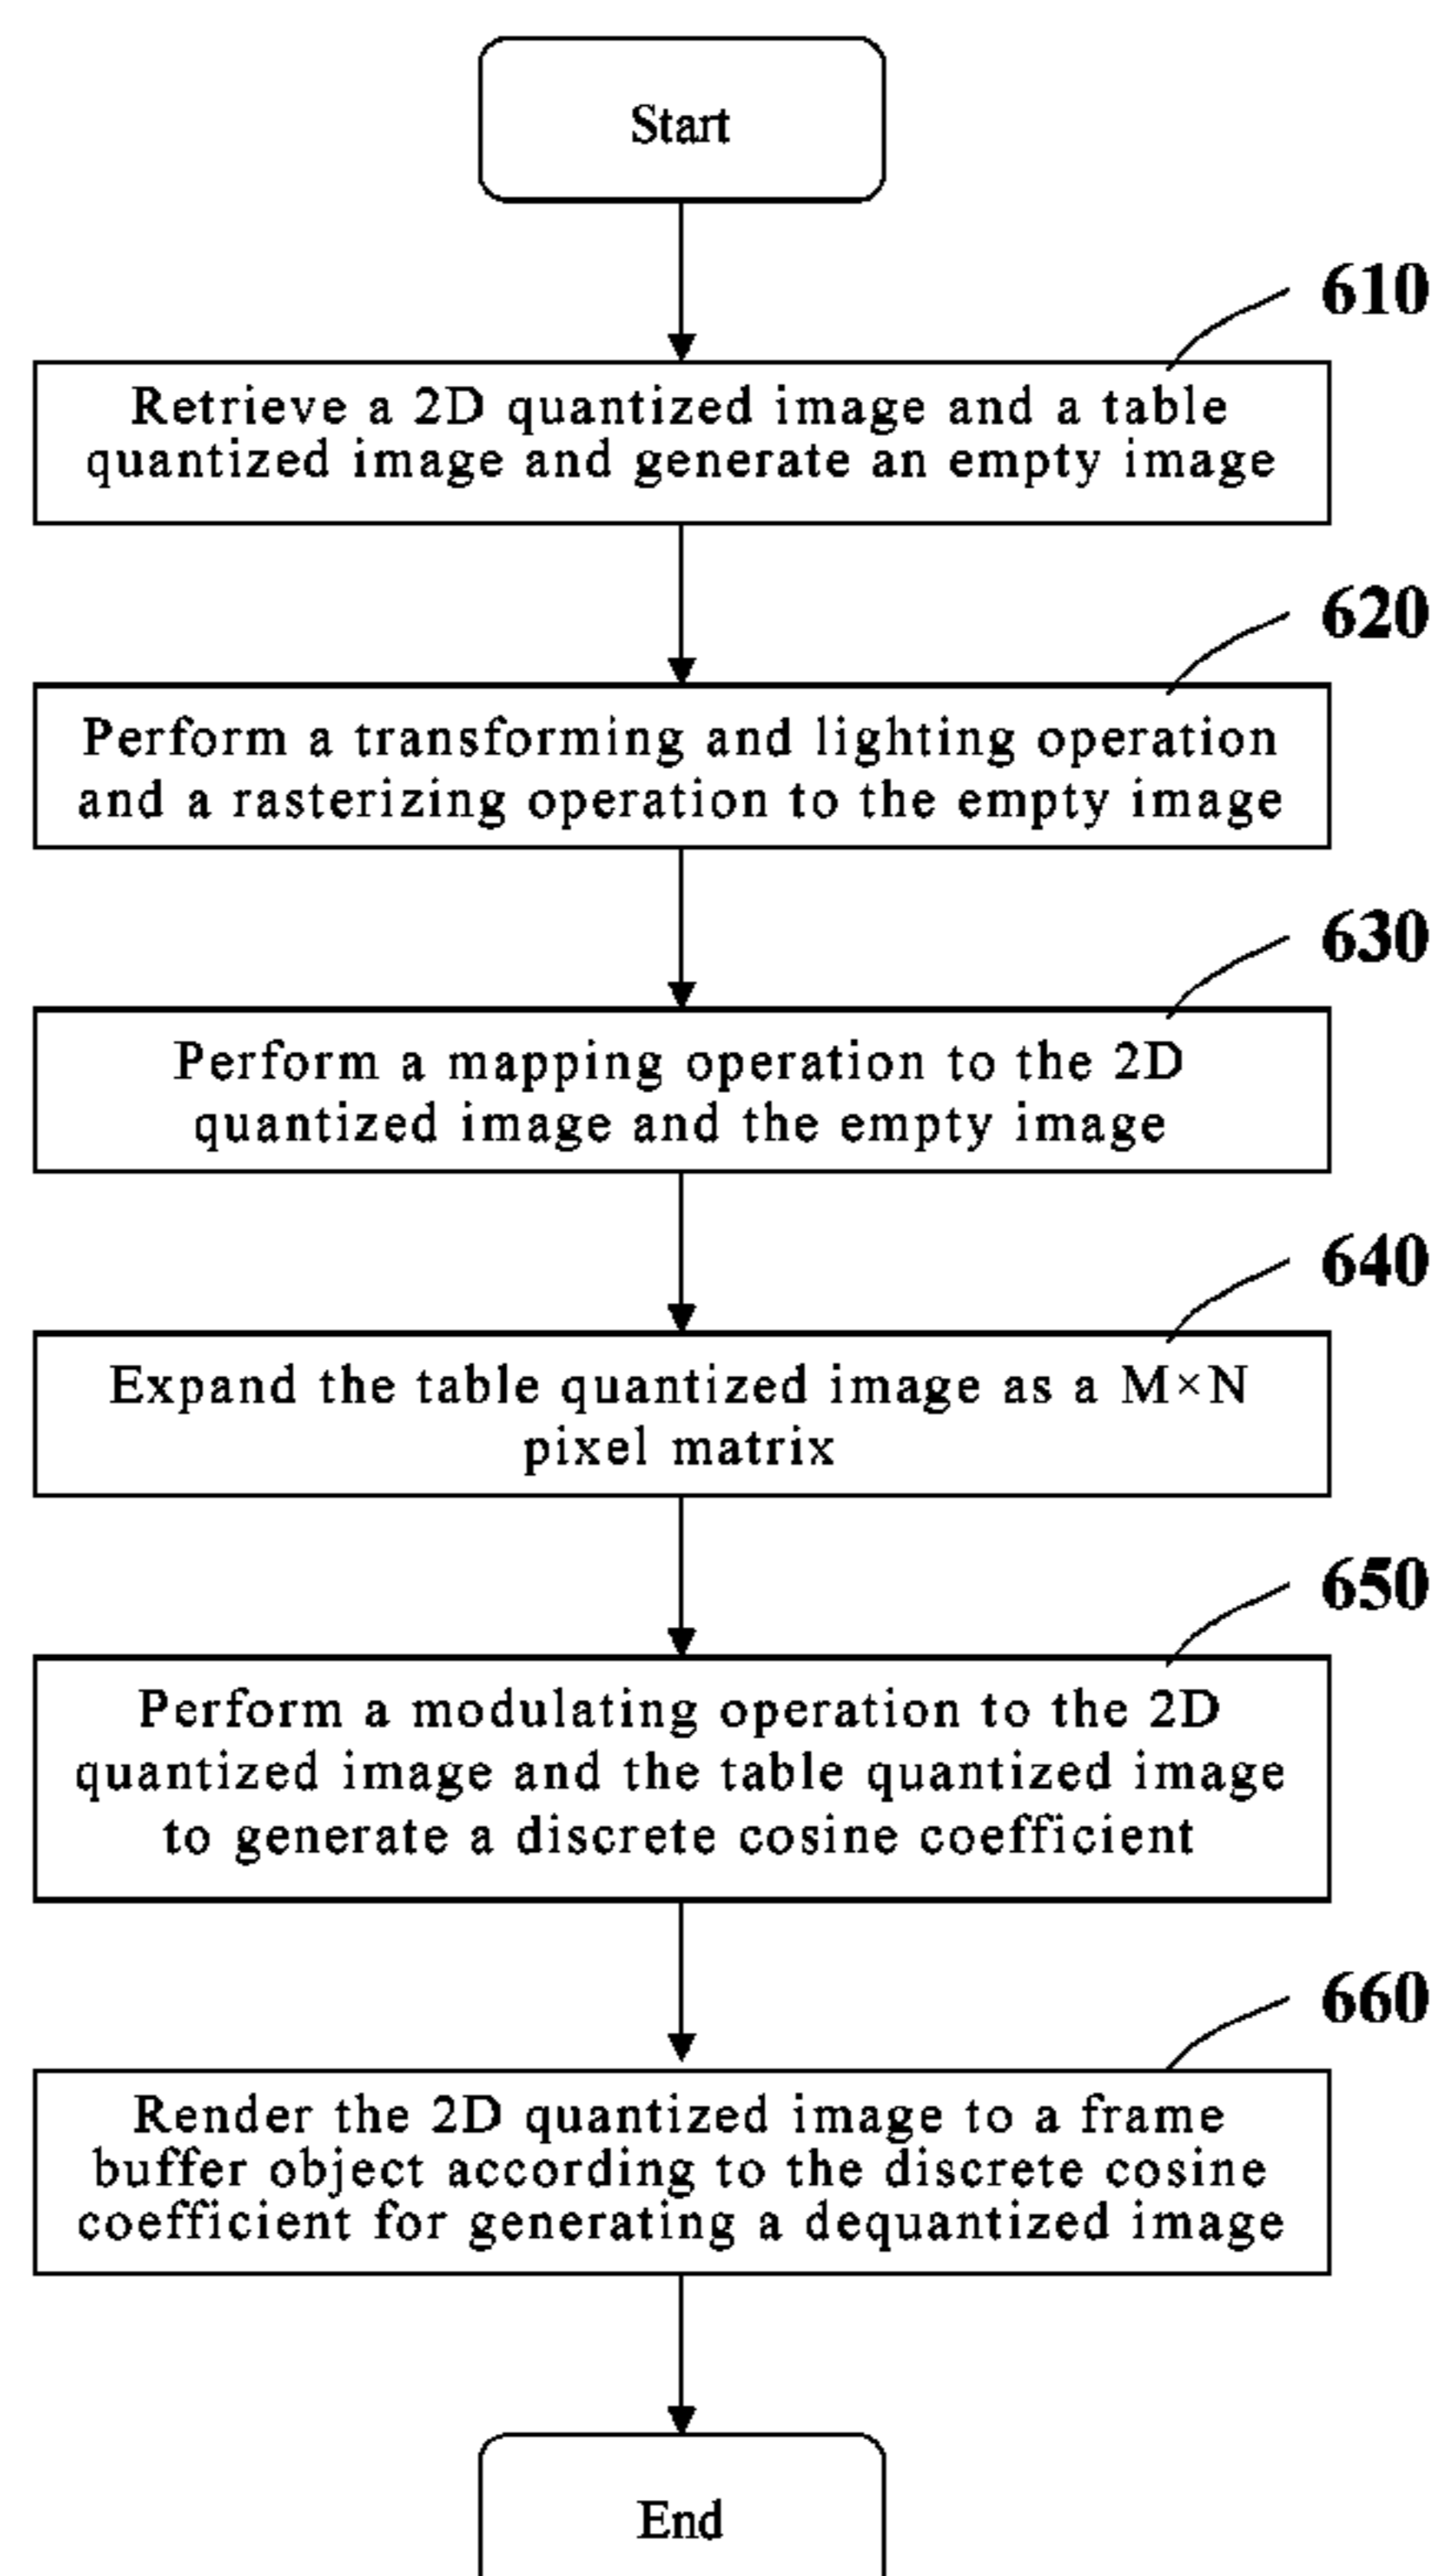 Start
610
Retrieve a 2D quantized image and a table
quantized image and generate an empty image
620
Perform a transforming and lighting operation
and a rasterizing operation to the empty image
630
Perform a mapping operation to the 2D
quantized image and the empty image
640
Expand the table quantized image as a M×N
pixel matrix
650
Perform a modulating operation to the 2D
quantized image and the table quantized image
to generate a discrete cosine coefficient
660
Render the 2D quantized image to a frame
buffer object according to the discrete cosine
coefficient for generating a dequantized image
End